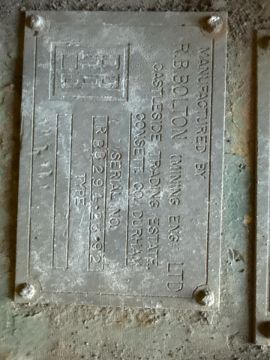 MANUFACTURED BY
R.B.BOLTON (MINING ENG.) LTD
CASTLESIDE TRADING ESTATE,
CONSETT, CO. DURHAM.
SERIAL NO.
TYPE